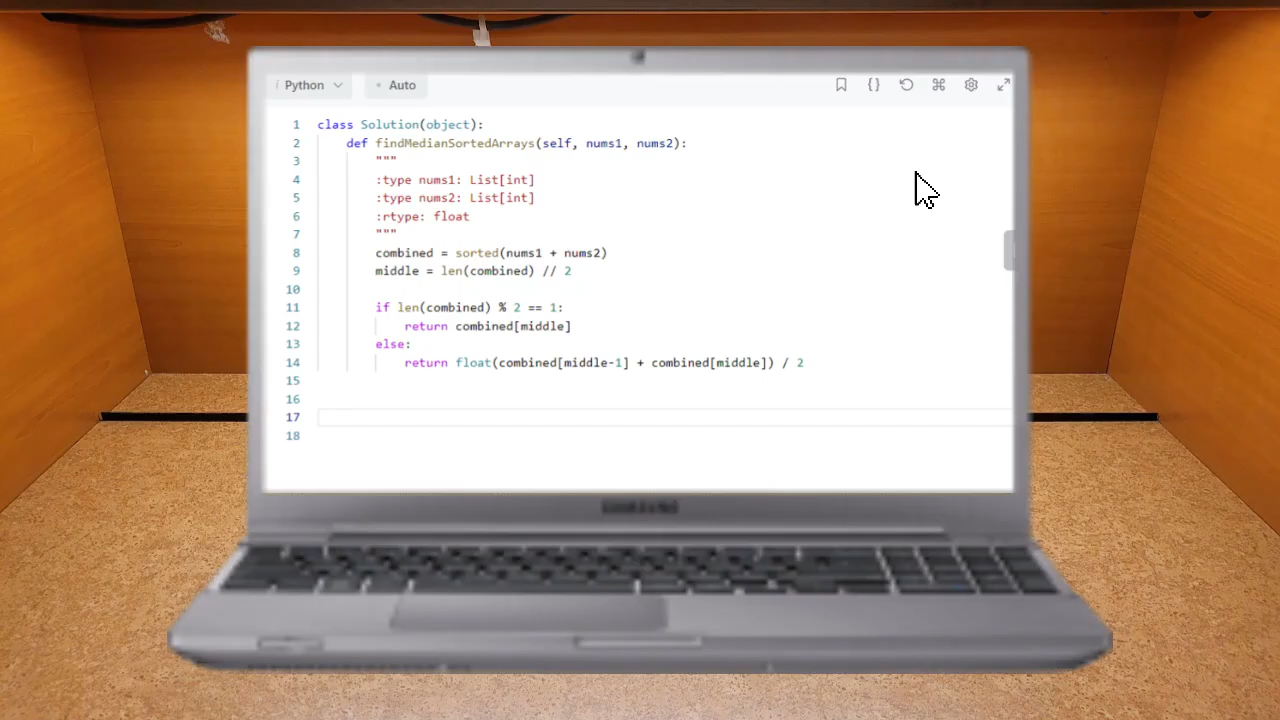 Python
Auto
1 class Solution(object):
2 def findMedianSortedArrays(self, nums1, nums2):
3 """
4 :type nums1: List[int]
5 :type nums2: List[int]
6 :rtype: float
7 """
8 combined = sorted(nums1 + nums2)
9 middle = len(combined) // 2
10
11 if len(combined) % 2 == 1:
12 return combined[middle]
13 else:
14 return float(combined[middle-1] + combined[middle]) / 2
15
16
17
18
SAMSUNG